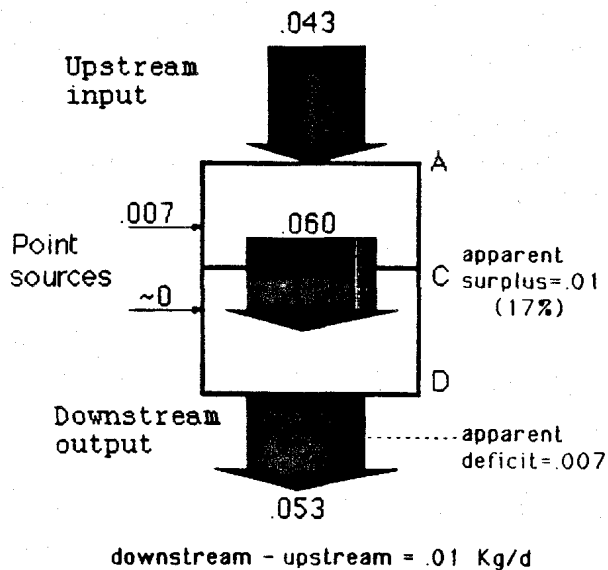 .043
Upstream
input
A
.007
.060
Point
sources
C
apparent
surplus=.01
(17%)
~0
D
Downstream
output
apparent
deficit=.007
.053
downstream - upstream = .01 Kg/d